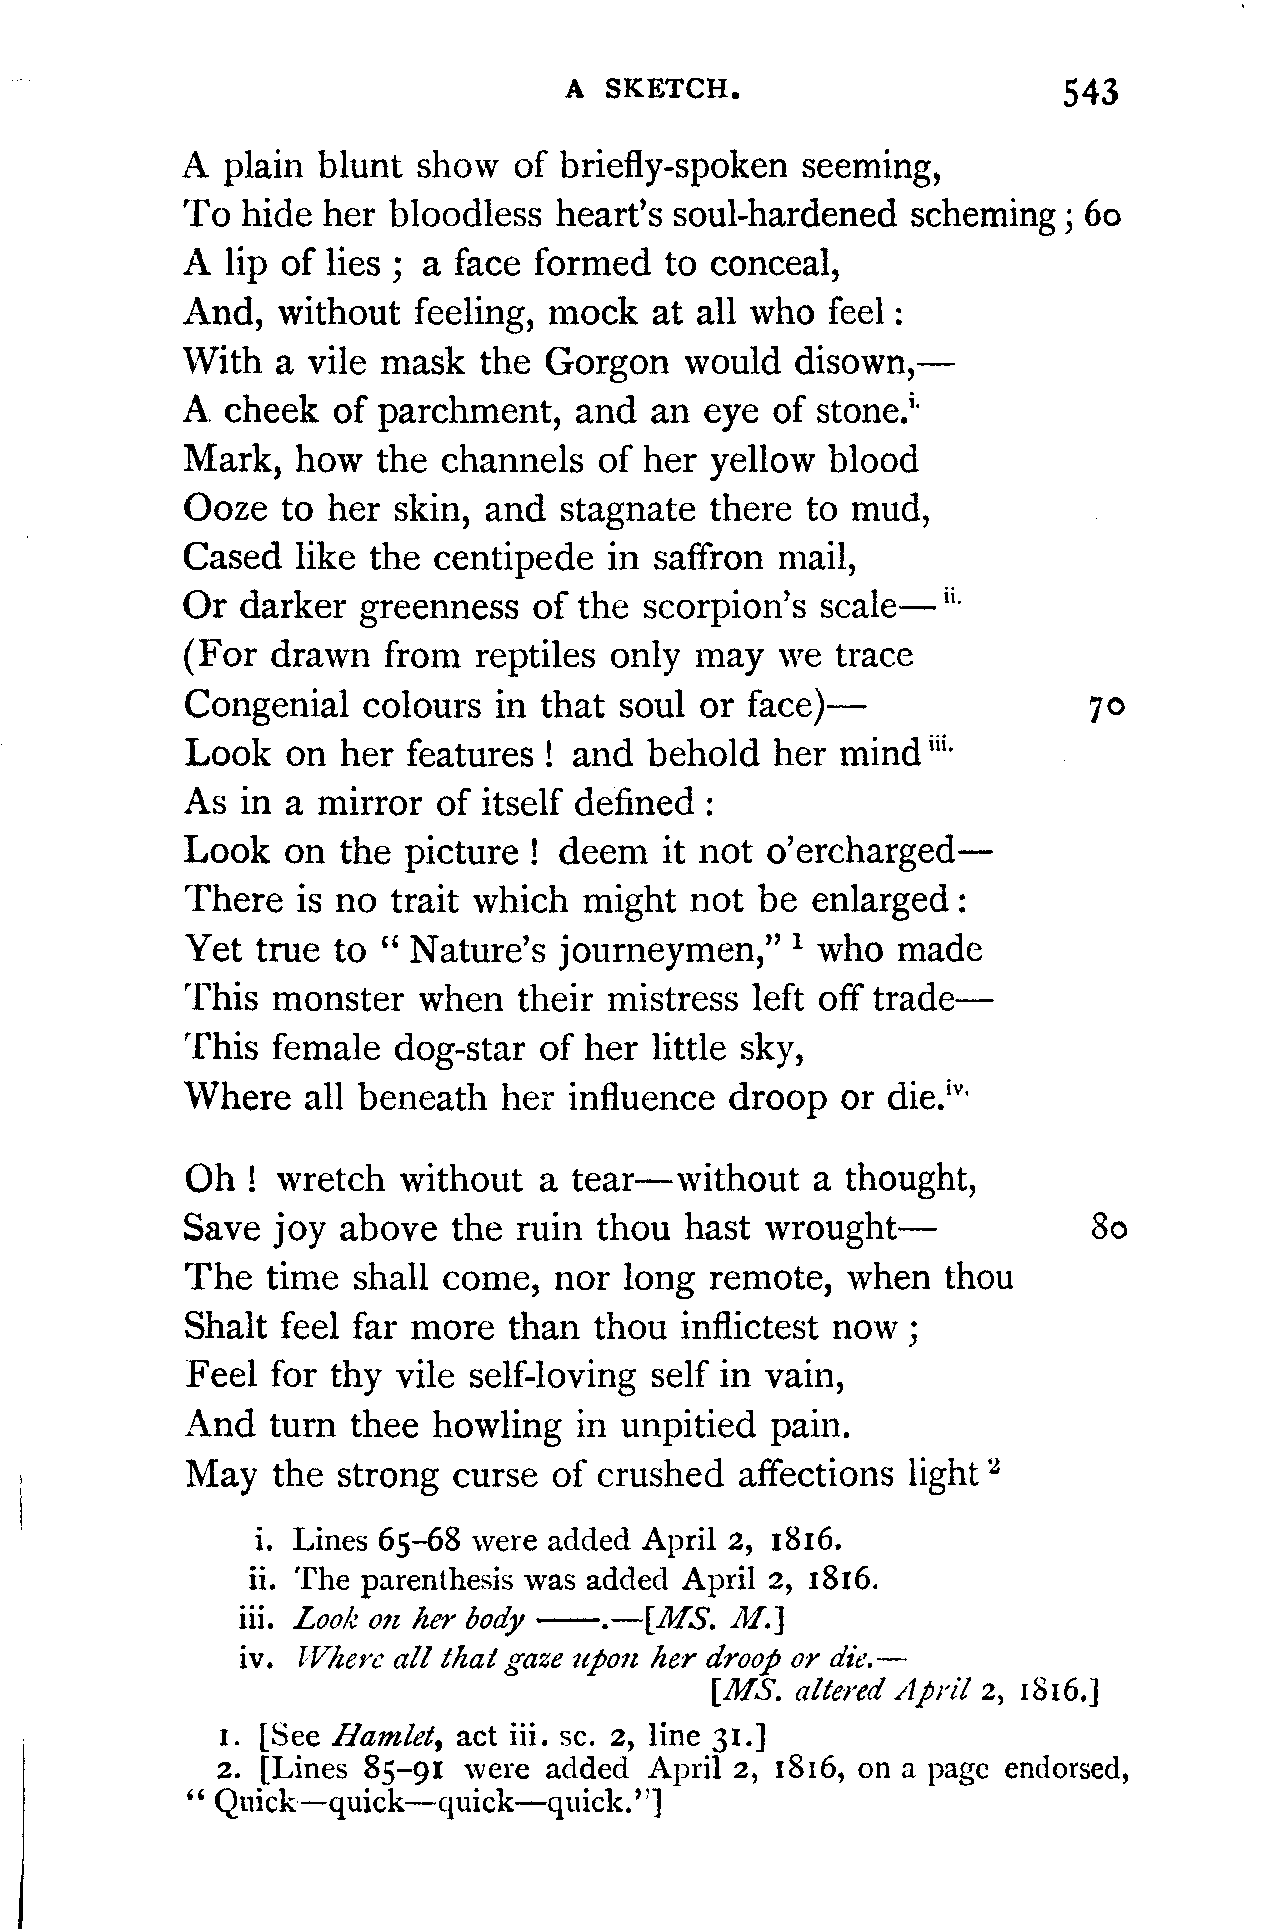 A SKETCH. 543
A plain blunt show of briefly-spoken seeming,
To hide her bloodless heart's soul-hardened scheming; 60
A lip of lies; a face formed to conceal,
And, without feeling, mock at all who feel:
With a vile mask the Gorgon would disown,—
A cheek of parchment, and an eye of stone.i.
Mark, how the channels of her yellow blood
Ooze to her skin, and stagnate there to mud,
Cased like the centipede in saffron mail,
Or darker greenness of the scorpion's scale—ii.
(For drawn from reptiles only may we trace
Congenial colours in that soul or face)— 70
Look on her features! and behold her mind iii.
As in a mirror of itself defined:
Look on the picture! deem it not o'ercharged—
There is no trait which might not be enlarged:
Yet true to "Nature's journeymen," 1 who made
This monster when their mistress left off trade—
This female dog-star of her little sky,
Where all beneath her influence droop or die.iv.
Oh! wretch without a tear—without a thought,
Save joy above the ruin thou hast wrought— 80
The time shall come, nor long remote, when thou
Shalt feel far more than thou inflictest now;
Feel for thy vile self-loving self in vain,
And turn thee howling in unpitied pain.
May the strong curse of crushed affections light 2
i. Lines 65-68 were added April 2, 1816.
ii. The parenthesis was added April 2, 1816.
iii. Look on her body ——.—[MS. M.]
iv. Where all that gaze upon her droop or die.—
[MS. altered April 2, 1816.]
1. [See Hamlet, act iii. sc. 2, line 31.]
2. [Lines 85-91 were added April 2, 1816, on a page endorsed,
"Quick—quick—quick—quick."]